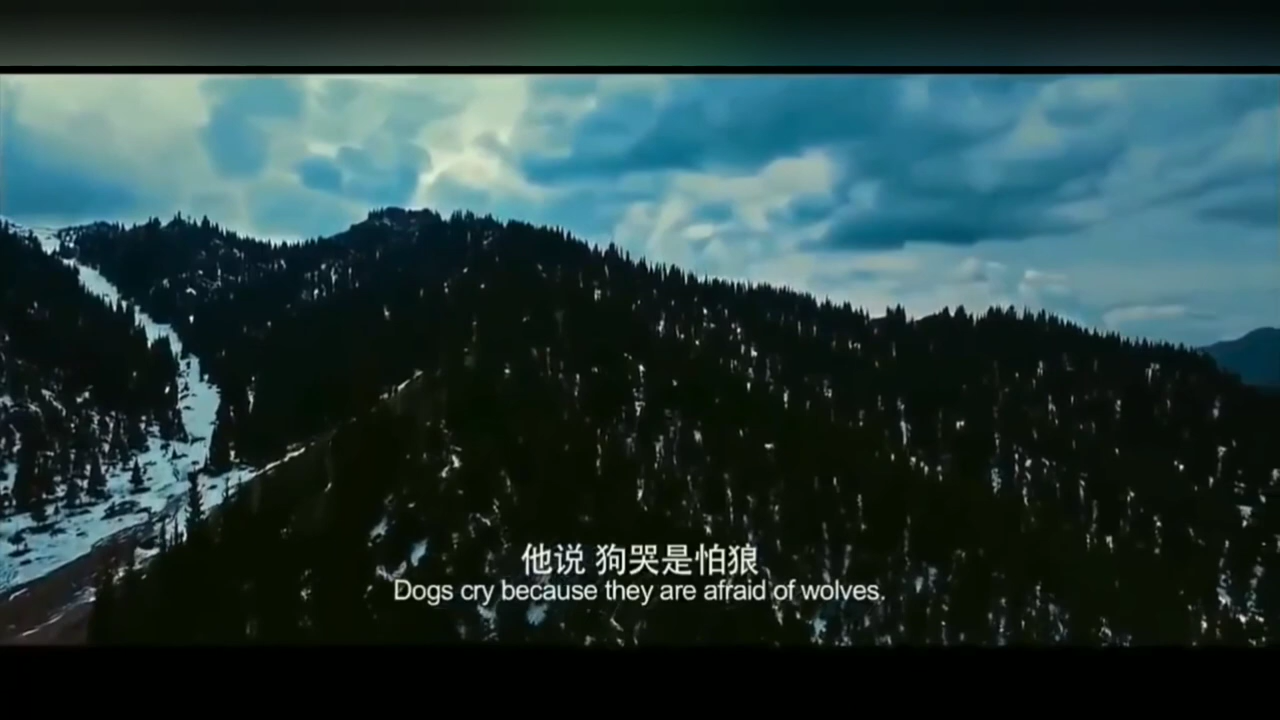 他说 狗哭是怕狼
Dogs cry because they are afraid of wolves.